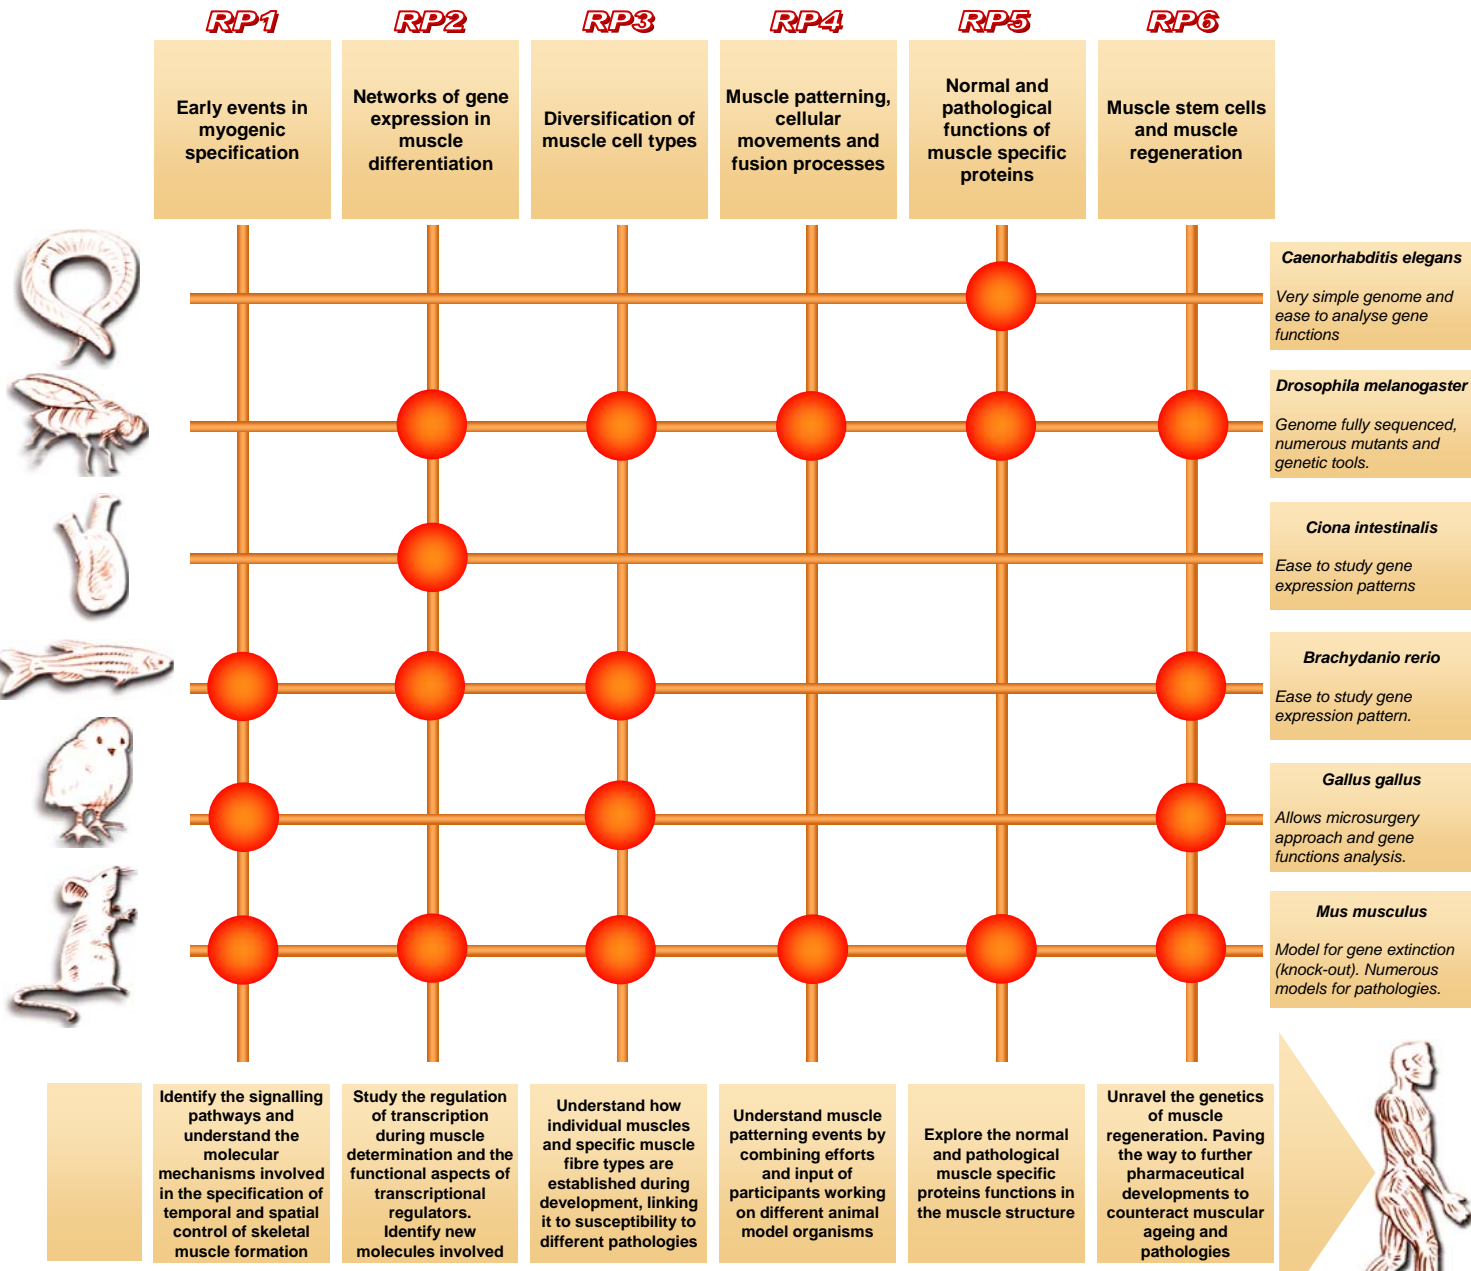 RP1
RP2
RP3
RP4
RP5
RP6
Early events in
myogenic
specification
Networks of gene
expression in
muscle
differentiation
Diversification of
muscle cell types
Muscle patterning,
cellular
movements and
fusion processes
Normal and
pathological
functions of
muscle specific
proteins
Muscle stem cells
and muscle
regeneration
Caenorhabditis elegans
Very simple genome and
ease to analyse gene
functions
Drosophila melanogaster
Genome fully sequenced,
numerous mutants and
genetic tools.
Ciona intestinalis
Ease to study gene
expression patterns
Brachydanio rerio
Ease to study gene
expression pattern.
Gallus gallus
Allows microsurgery
approach and gene
functions analysis.
Mus musculus
Model for gene extinction
(knock-out). Numerous
models for pathologies.
Identify the signalling
pathways and
understand the
molecular
mechanisms involved
in the specification of
temporal and spatial
control of skeletal
muscle formation
Study the regulation
of transcription
during muscle
determination and the
functional aspects of
transcriptional
regulators.
Identify new
molecules involved
Understand how
individual muscles
and specific muscle
fibre types are
established during
development, linking
it to susceptibility to
different pathologies
Understand muscle
patterning events by
combining efforts
and input of
participants working
on different animal
model organisms
Explore the normal
and pathological
muscle specific
proteins functions in
the muscle structure
Unravel the genetics
of muscle
regeneration. Paving
the way to further
pharmaceutical
developments to
counteract muscular
ageing and
pathologies